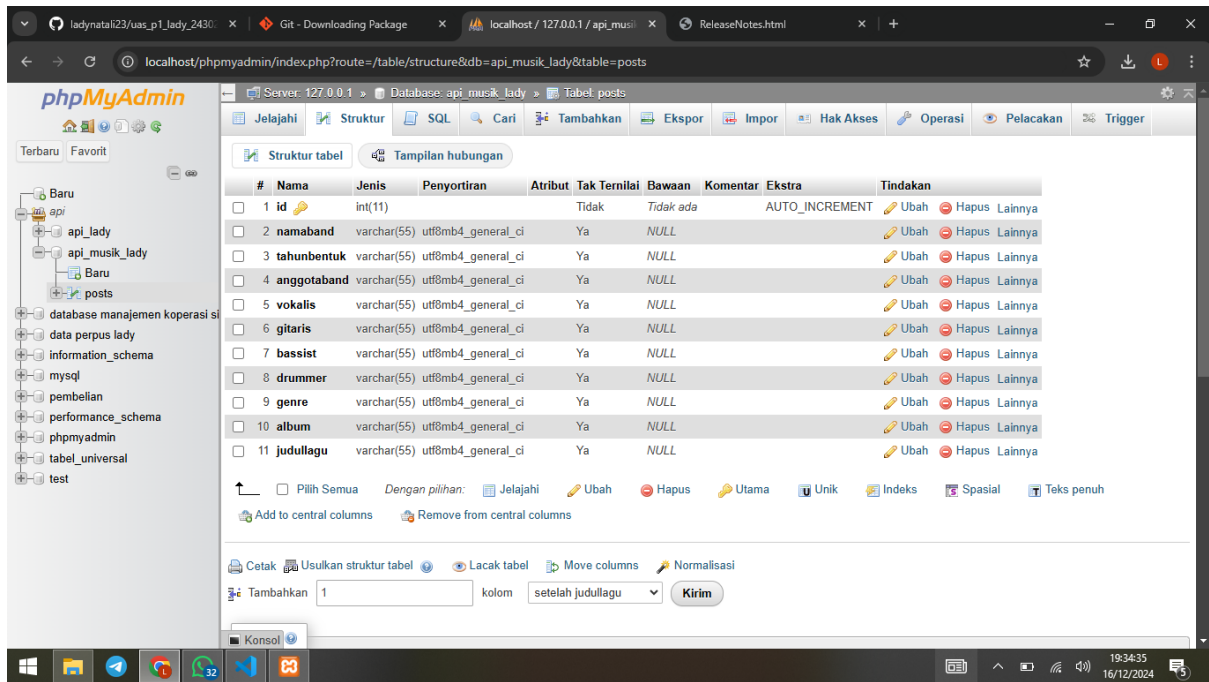 ladynatali23/uas_p1_lady_2430 Git - Downloading Package localhost / 127.0.0.1 / api_musi ReleaseNotes.html
localhost/phpmyadmin/index.php?route=/table/structure&db=api_musik_lady&table=posts L
phpMyAdmin
Terbaru Favorit
Baru
api
api_lady
api_musik_lady
Baru
posts
database manajemen koperasi si
data perpus lady
information_schema
mysql
pembelian
performance_schema
phpmyadmin
tabel_universal
test
Server: 127.0.0.1 » Database: api_musik_lady » Tabel: posts
Jelajahi Struktur SQL Cari Tambahkan Ekspor Impor Hak Akses Operasi Pelacakan Trigger
Struktur tabel Tampilan hubungan
# Nama Jenis Penyortiran Atribut Tak Ternilai Bawaan Komentar Ekstra Tindakan
1 id int(11) Tidak Tidak ada AUTO_INCREMENT Ubah Hapus Lainnya
2 namaband varchar(55) utf8mb4_general_ci Ya NULL Ubah Hapus Lainnya
3 tahunbentuk varchar(55) utf8mb4_general_ci Ya NULL Ubah Hapus Lainnya
4 anggotaband varchar(55) utf8mb4_general_ci Ya NULL Ubah Hapus Lainnya
5 vokalis varchar(55) utf8mb4_general_ci Ya NULL Ubah Hapus Lainnya
6 gitaris varchar(55) utf8mb4_general_ci Ya NULL Ubah Hapus Lainnya
7 bassist varchar(55) utf8mb4_general_ci Ya NULL Ubah Hapus Lainnya
8 drummer varchar(55) utf8mb4_general_ci Ya NULL Ubah Hapus Lainnya
9 genre varchar(55) utf8mb4_general_ci Ya NULL Ubah Hapus Lainnya
10 album varchar(55) utf8mb4_general_ci Ya NULL Ubah Hapus Lainnya
11 judullagu varchar(55) utf8mb4_general_ci Ya NULL Ubah Hapus Lainnya
Pilih Semua Dengan pilihan: Jelajahi Ubah Hapus Utama Unik Indeks Spasial Teks penuh
Add to central columns Remove from central columns
Cetak Usulkan struktur tabel Lacak tabel Move columns Normalisasi
Tambahkan 1 kolom setelah judullagu Kirim
Konsol
32
19:34:35
16/12/2024
5